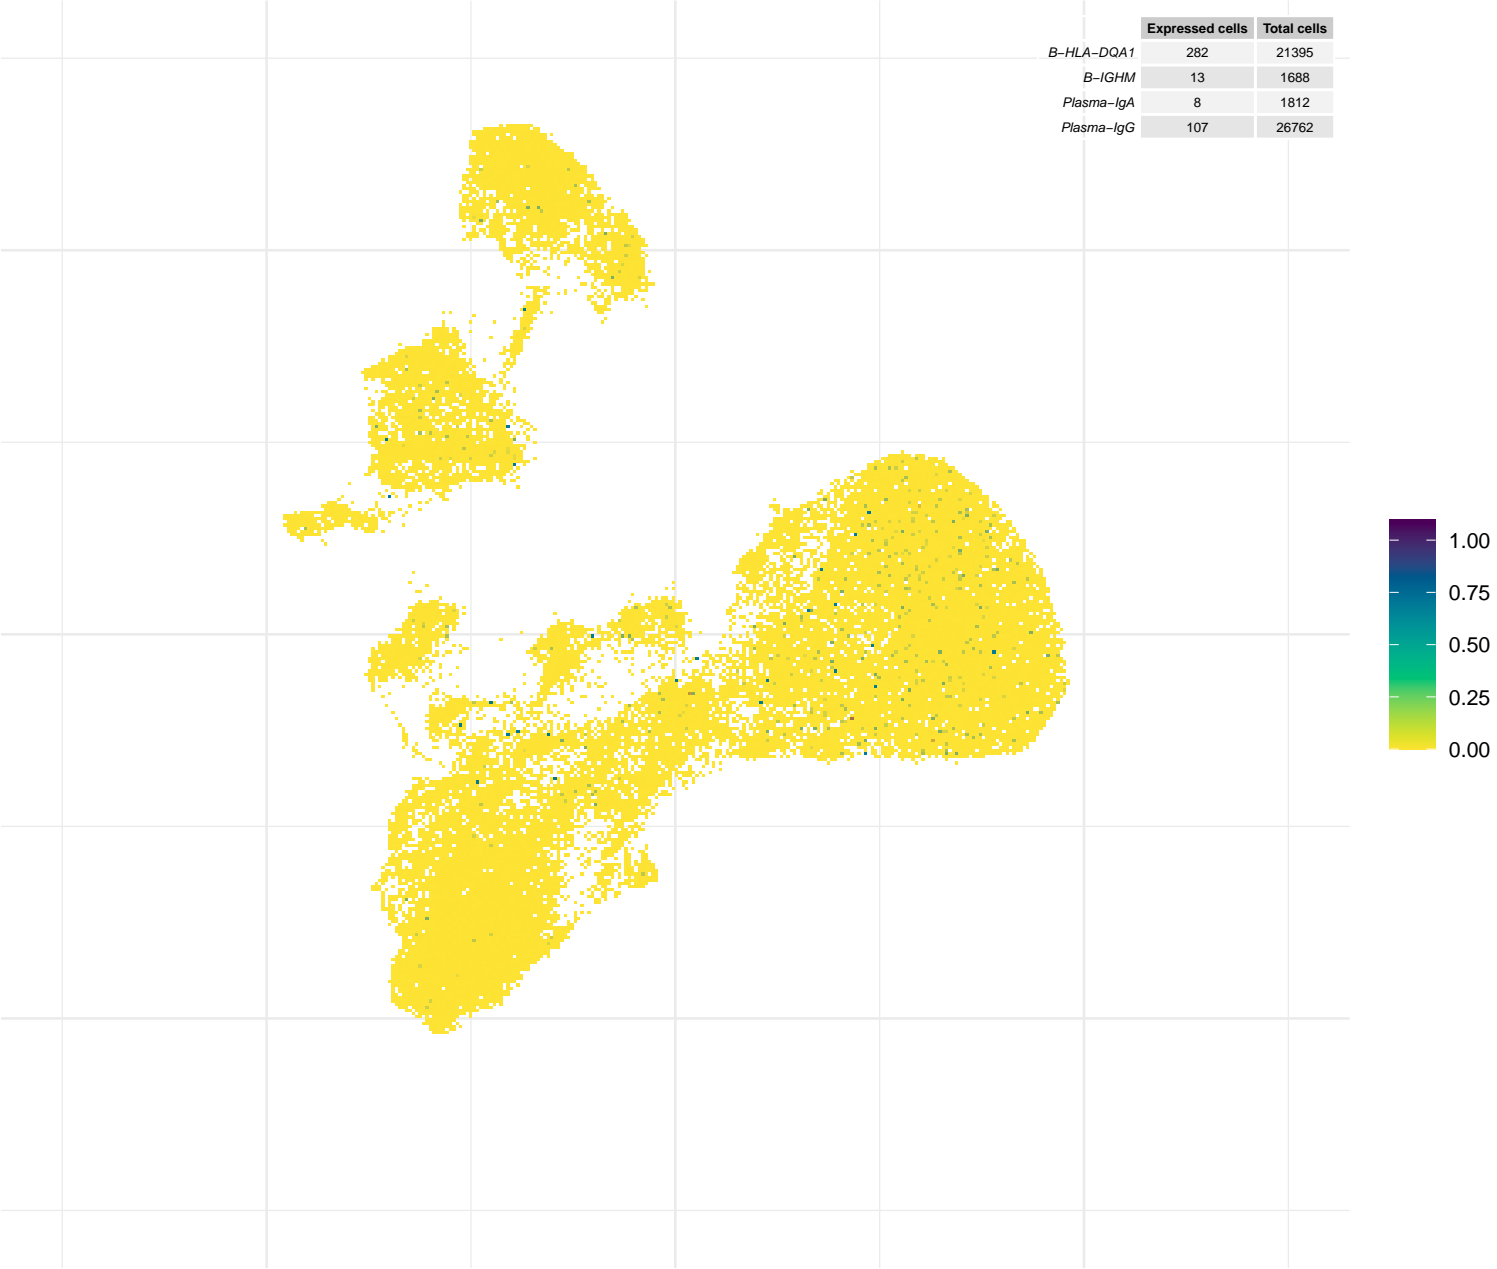 Expressed cells Total cells
B−HLA−DQA1 282 21395
B−IGHM 13 1688
Plasma−IgA 8 1812
Plasma−IgG 107 26762
1.00
0.75
0.50
0.25
0.00